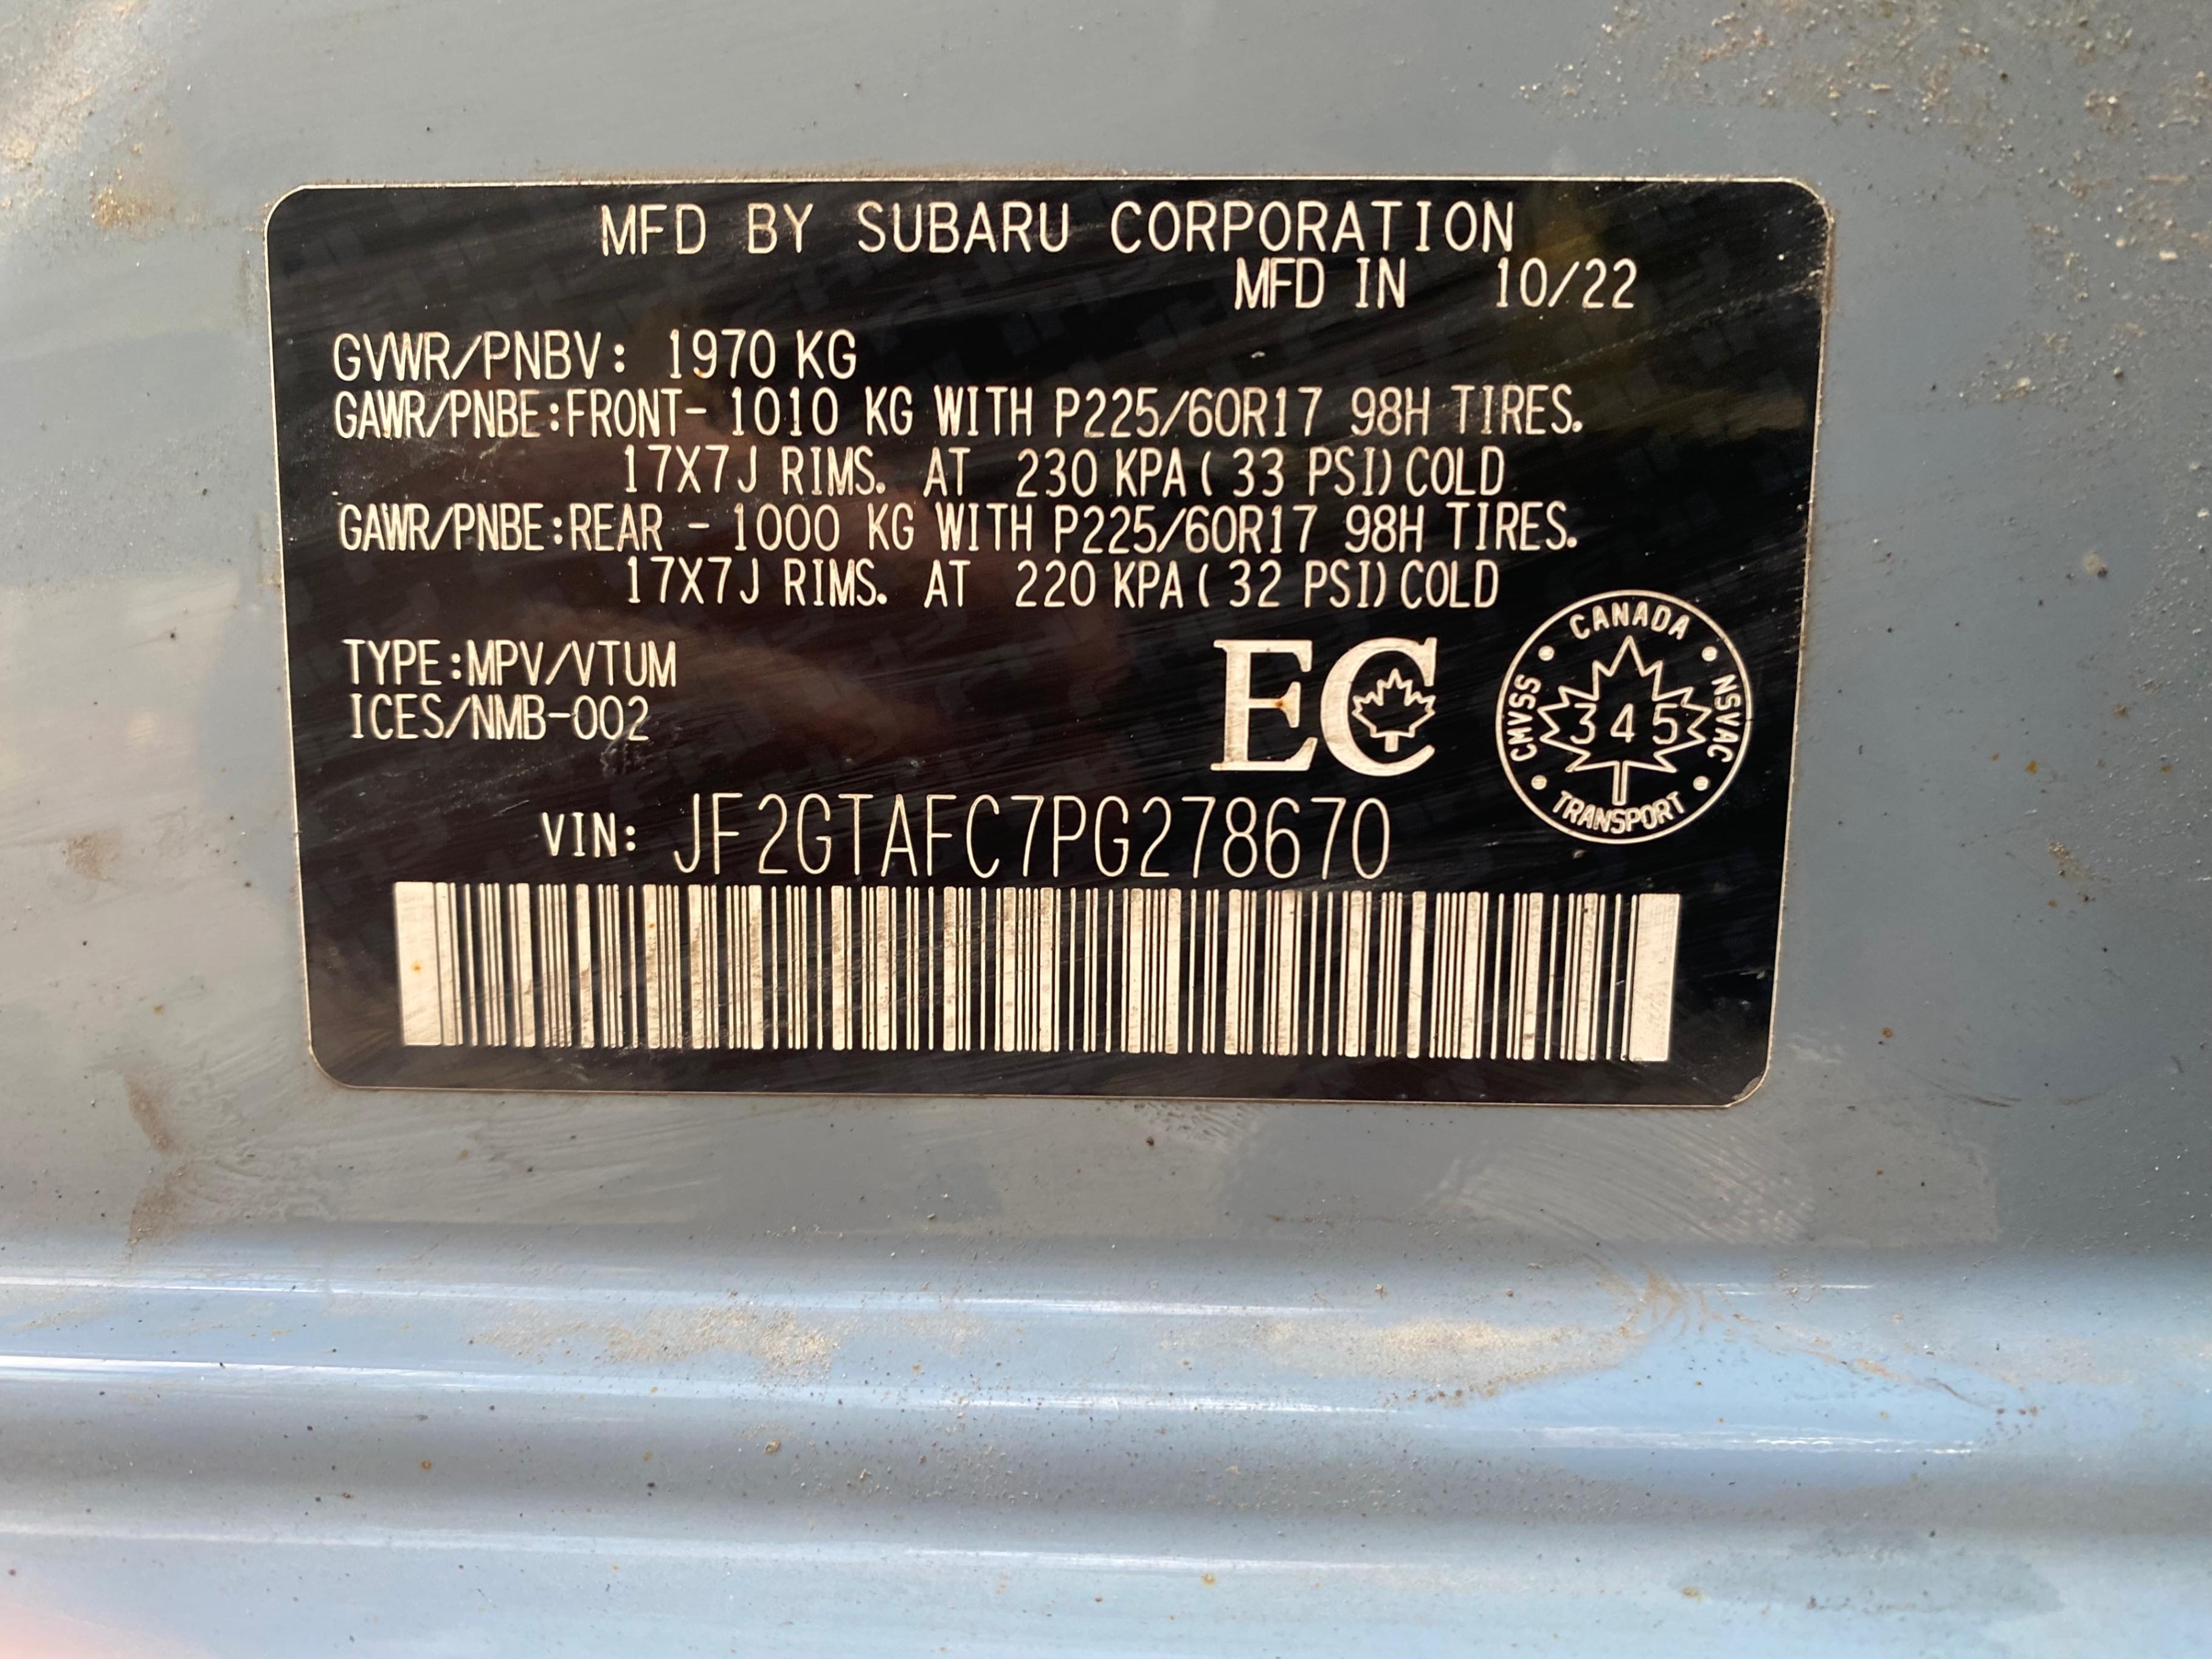 MFD BY SUBARU CORPORATION
MFD IN 10/22
GVWR/PNBV: 1970 KG
GAWR/PNBE:FRONT- 1010 KG WITH P225/60R17 98H TIRES.
17X7J RIMS. AT 230 KPA( 33 PSI)COLD
GAWR/PNBE:REAR - 1000 KG WITH P225/60R17 98H TIRES.
17X7J RIMS. AT 220 KPA( 32 PSI)COLD
TYPE:MPV/VTUM
ICES/NMB-002
EC
CANADA
CMVSS
345
NSVAC
TRANSPORT
VIN: JF2GTAFC7PG278670